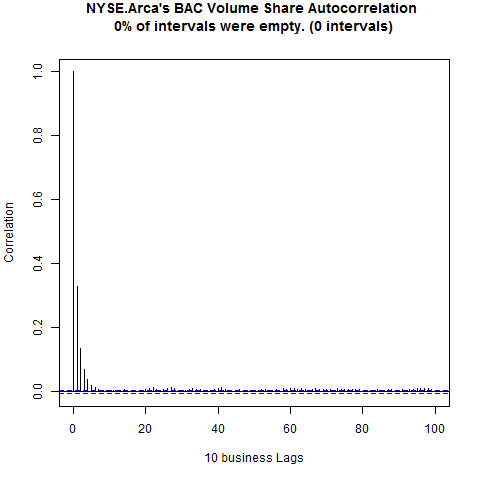 NYSE.Arca's BAC Volume Share Autocorrelation
0% of intervals were empty. (0 intervals)
Correlation
1.0
0.8
0.6
0.4
0.2
0.0
0 20 40 60 80 100
10 business Lags